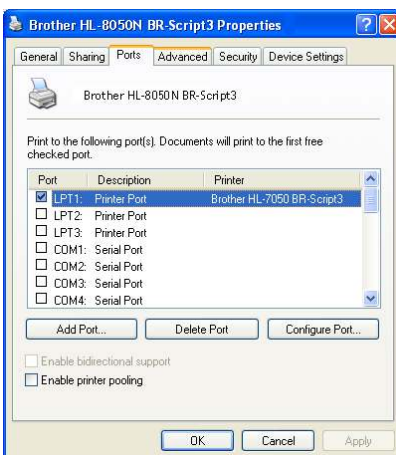 Brother HL-8050N BR-Script3 Properties
General Sharing Ports Advanced Security Device Settings
Brother HL-8050N BR-Script3
Print to the following port(s). Documents will print to the first free
checked port.
Port Description Printer
LPT1: Printer Port Brother HL-7050 BR-Script3
LPT2: Printer Port
LPT3: Printer Port
COM1: Serial Port
COM2: Serial Port
COM3: Serial Port
COM4: Serial Port
Add Port... Delete Port Configure Port...
Enable bidirectional support
Enable printer pooling
OK Cancel Apply